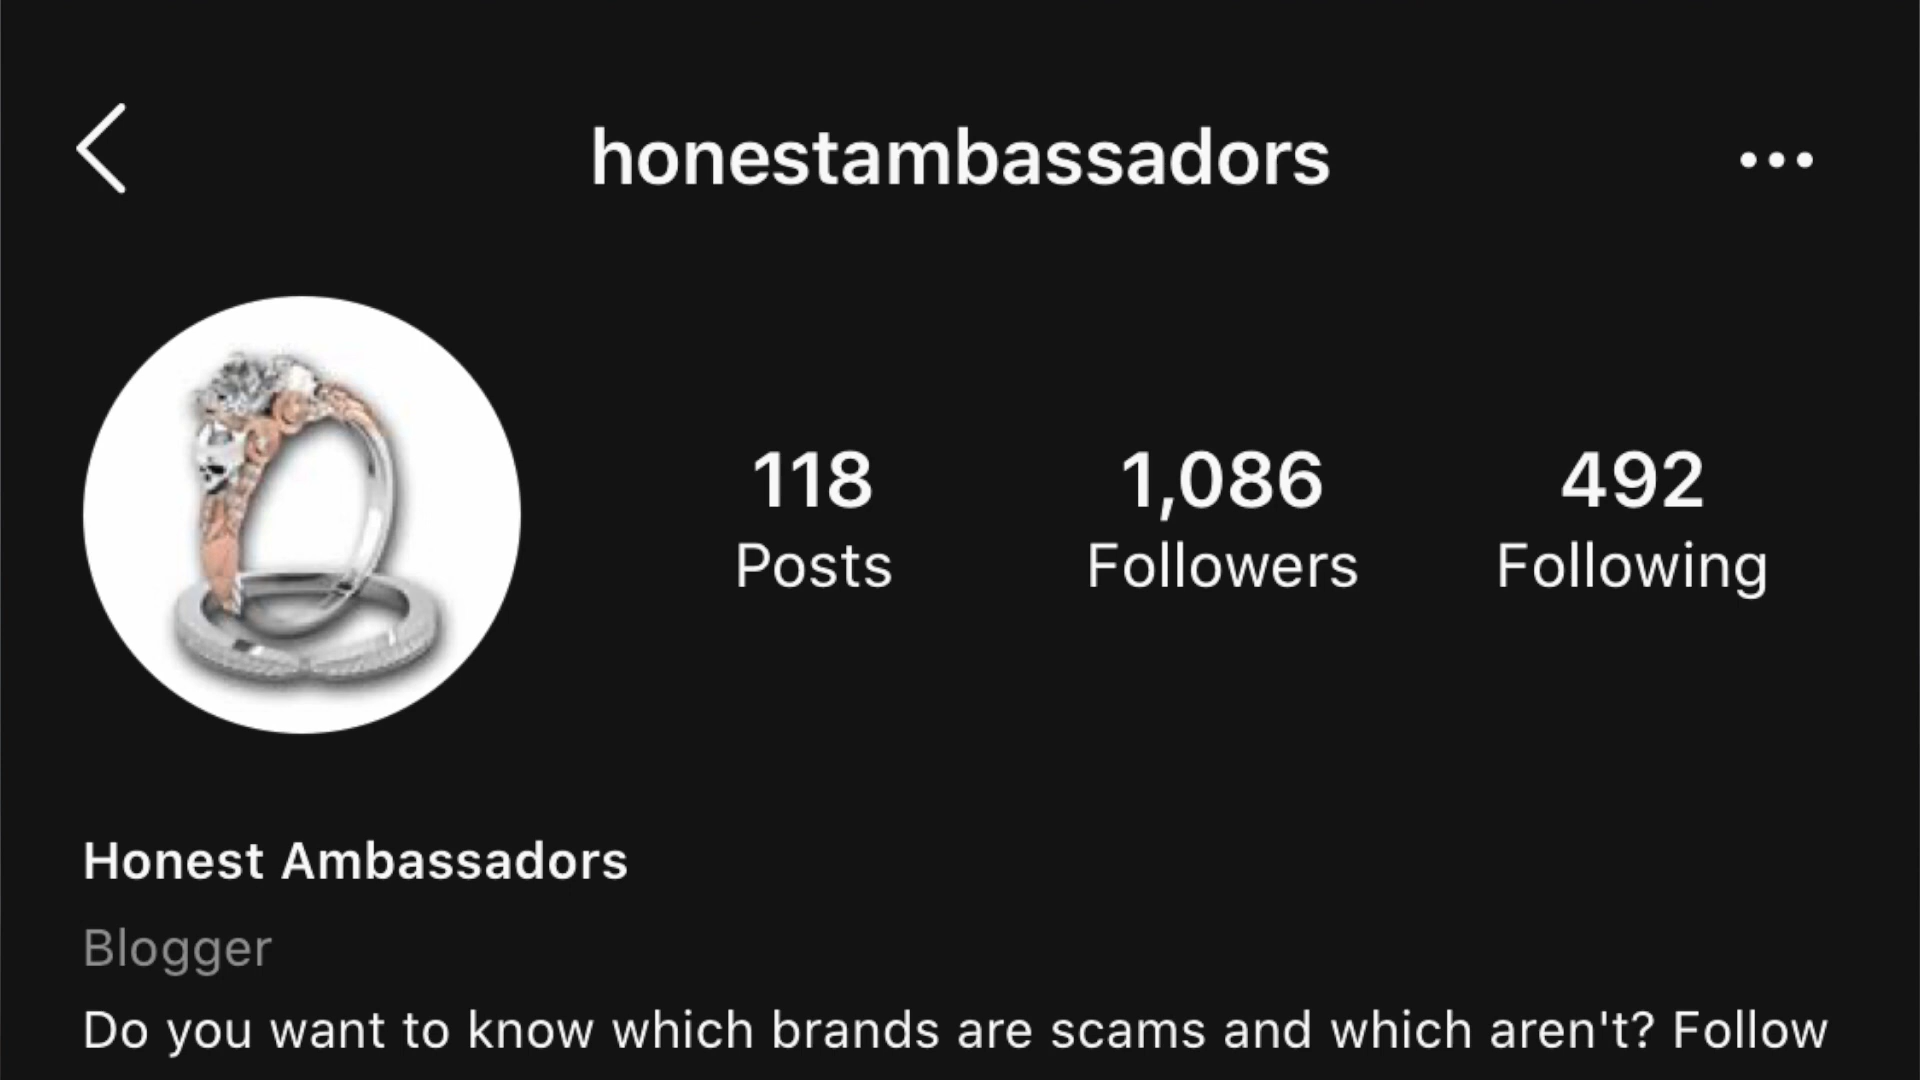 honestambassadors
118 1,086 492
Posts Followers Following
Honest Ambassadors
Blogger
Do you want to know which brands are scams and which aren't? Follow